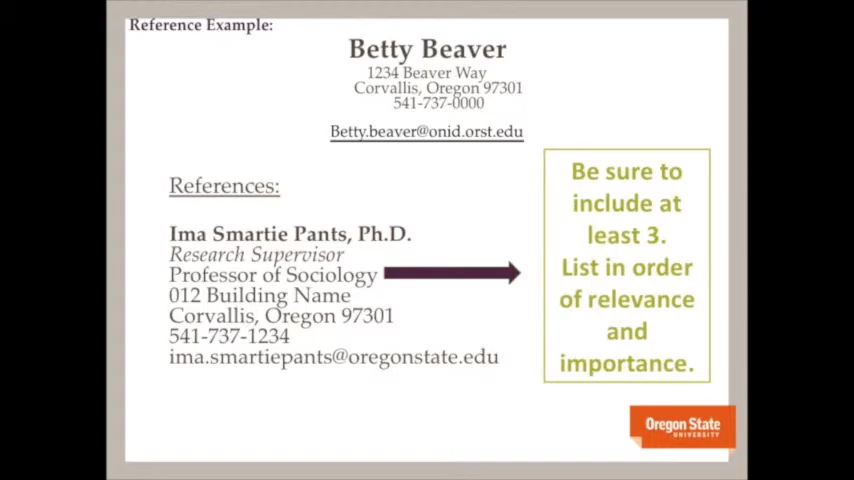 Reference Example:
Betty Beaver
1234 Beaver Way
Corvallis, Oregon 97301
541-737-0000
Betty.beaver@onid.orst.edu
References:
Ima Smartie Pants, Ph.D.
Research Supervisor
Professor of Sociology
012 Building Name
Corvallis, Oregon 97301
541-737-1234
ima.smartiepants@oregonstate.edu
Be sure to
include at
least 3.
List in order
of relevance
and
importance.
Oregon State
UNIVERSITY